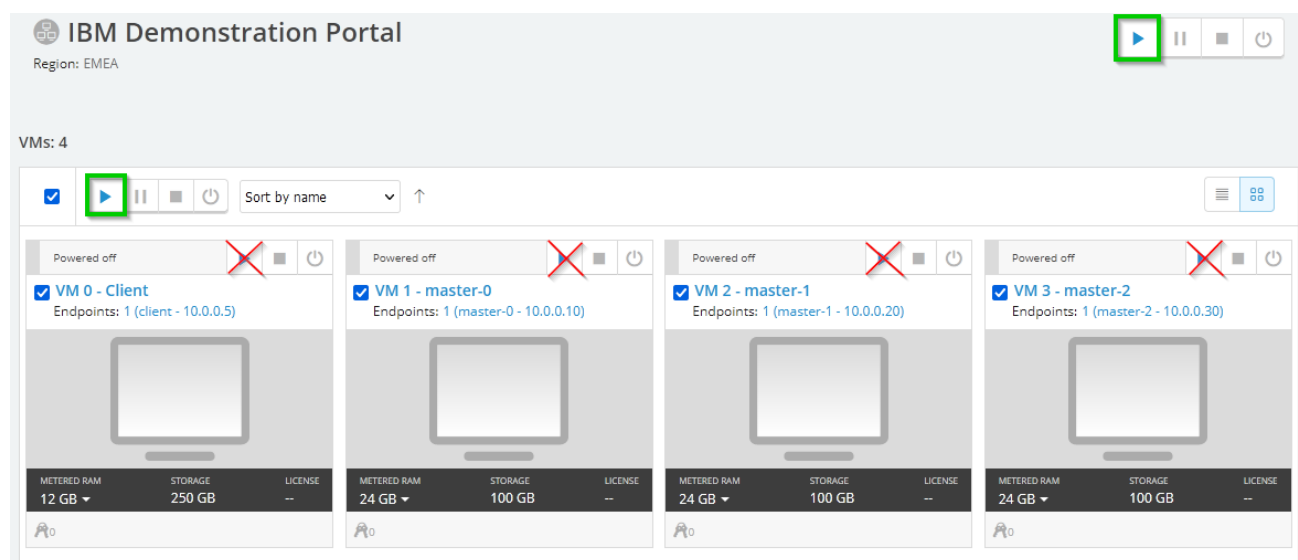 IBM Demonstration Portal
Region: EMEA
VMs: 4
Sort by name
Powered off
Powered off
Powered off
Powered off
VM 0 - Client
VM 1 - master-0
VM 2 - master-1
VM 3 - master-2
Endpoints: 1 (client - 10.0.0.5)
Endpoints: 1 (master-0 - 10.0.0.10)
Endpoints: 1 (master-1 - 10.0.0.20)
Endpoints: 1 (master-2 - 10.0.0.30)
METERED RAM STORAGE LICENSE
12 GB 250 GB --
METERED RAM STORAGE LICENSE
24 GB 100 GB --
METERED RAM STORAGE LICENSE
24 GB 100 GB --
METERED RAM STORAGE LICENSE
24 GB 100 GB --
0
0
0
0